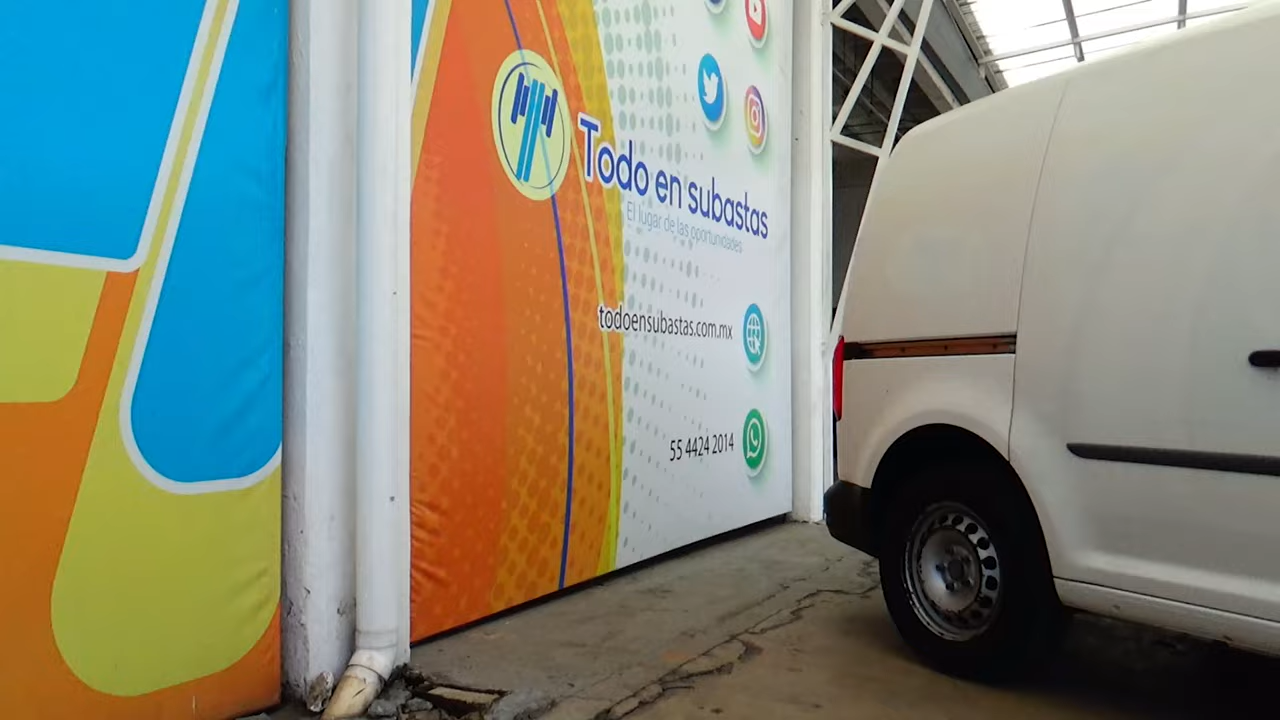 Todo en subastas
El lugar de las oportunidades
todoensubastas.com.mx
55 4424 2014